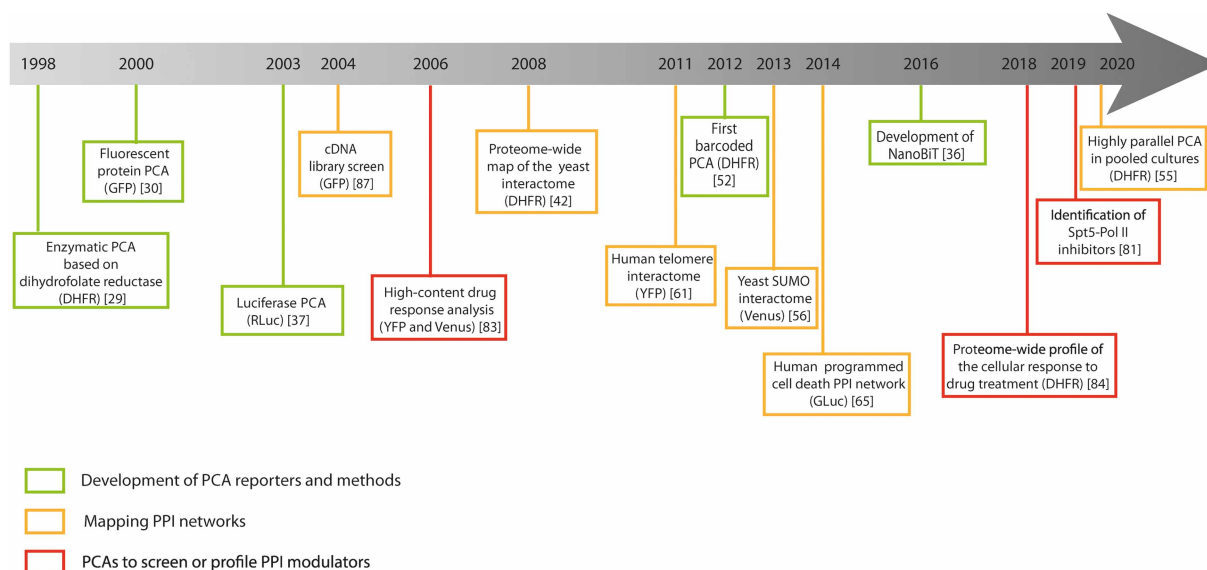 1998 2000 2003 2004 2006 2008 2011 2012 2013 2014 2016 2018 2019 2020
Enzymatic PCA
based on
dihydrofolate reductase
(DHFR) [29]
Fluorescent
protein PCA
(GFP) [30]
Luciferase PCA
(RLuc) [37]
cDNA
library screen
(GFP) [87]
High-content drug
response analysis
(YFP and Venus) [83]
Proteome-wide
map of the yeast
interactome
(DHFR) [42]
Human telomere
interactome
(YFP) [61]
First
barcoded
PCA (DHFR)
[52]
Yeast SUMO
interactome
(Venus) [56]
Human programmed
cell death PPI network
(GLuc) [65]
Development of
NanoBiT [36]
Proteome-wide profile of
the cellular response to
drug treatment (DHFR) [84]
Identification of
Spt5-Pol II
inhibitors [81]
Highly parallel PCA
in pooled cultures
(DHFR) [55]
Development of PCA reporters and methods
Mapping PPI networks
PCAs to screen or profile PPI modulators